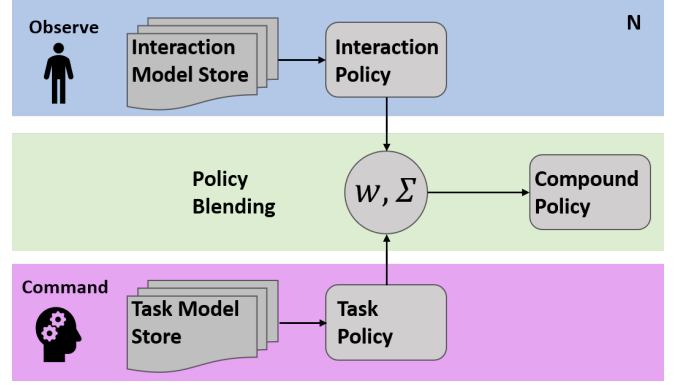 Observe
N
Interaction
Model Store
Interaction
Policy
Policy
Blending
w, Σ
Compound
Policy
Command
Task Model
Store
Task
Policy